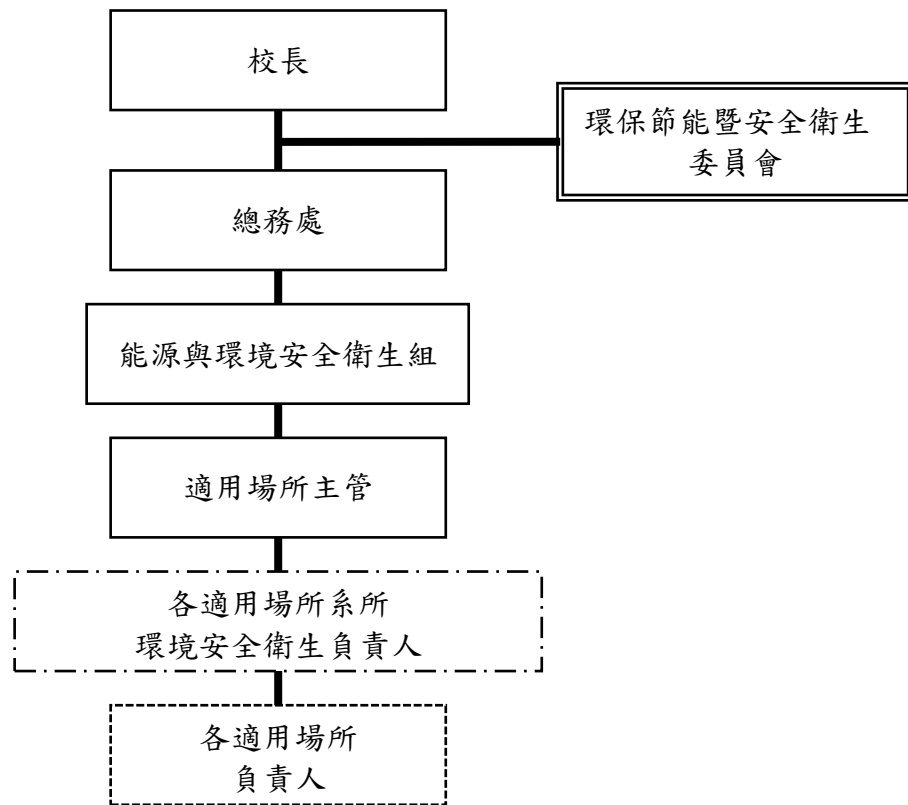 校長
環保節能暨安全衛生
委員會
總務處
能源與環境安全衛生組
適用場所主管
各適用場所系所
環境安全衛生負責人
各適用場所
負責人